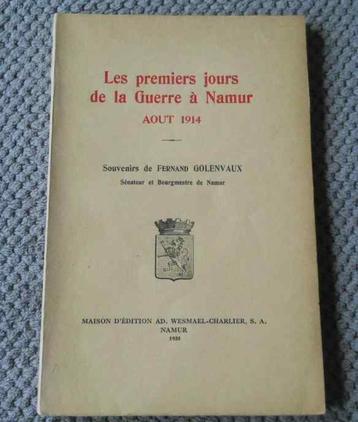 Les premiers jours
de la Guerre à Namur
AOUT 1914
Souvenirs de FERNAND GOLENVAUX
Sénateur et Bourgmestre de Namur
MAISON D'ÉDITION AD. WESMAEL-CHARLIER, S. A.
NAMUR